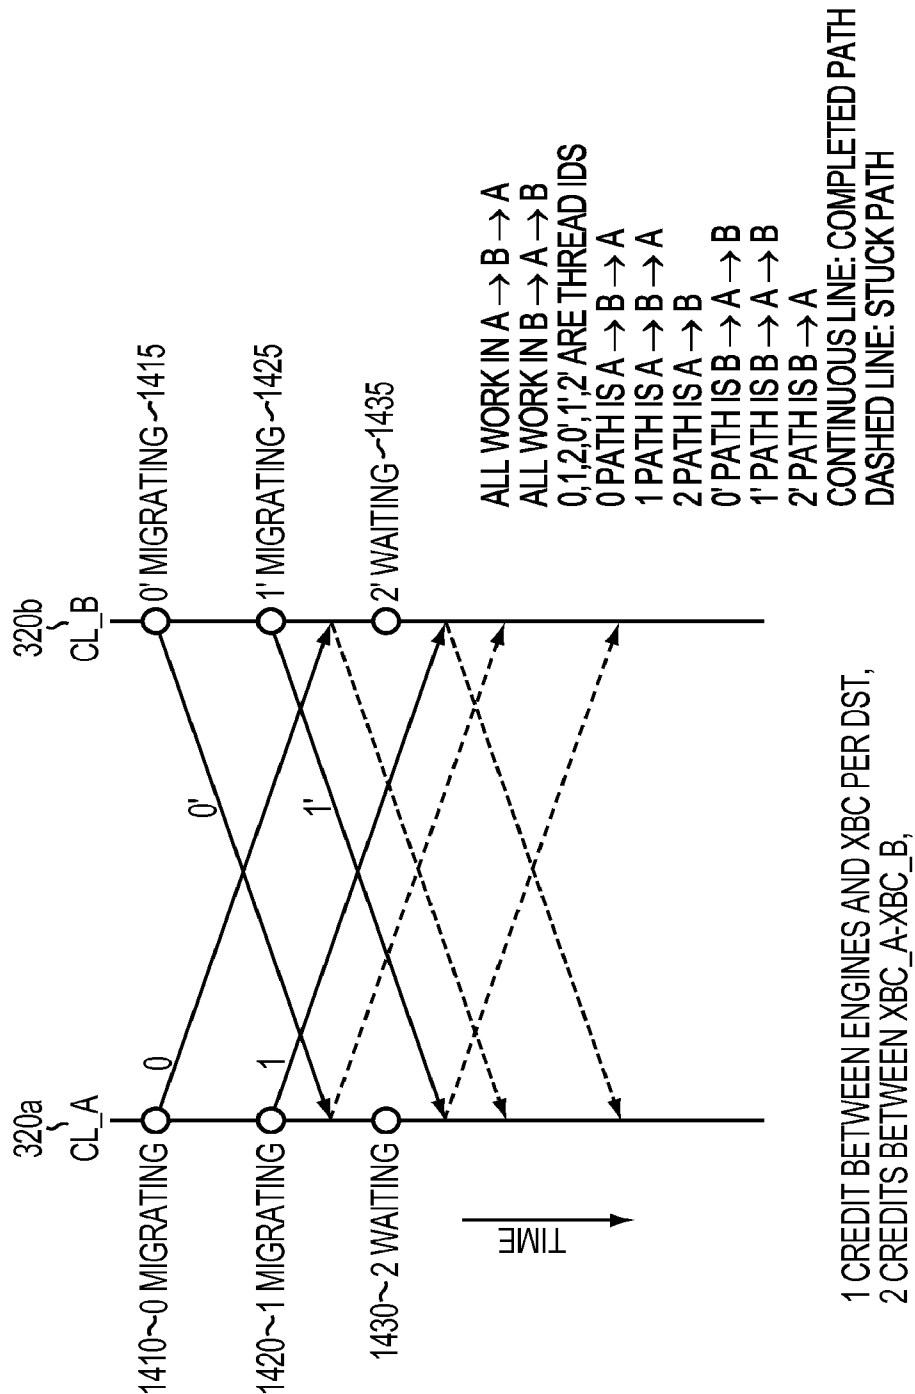 320a
CL_A
320b
CL_B
1410~0 MIGRATING
0
0'
0' MIGRATING~1415
1420~1 MIGRATING
1
1'
1' MIGRATING~1425
1430~2 WAITING
2' WAITING~1435
TIME
ALL WORK IN A → B → A
ALL WORK IN B → A → B
0,1,2,0',1',2' ARE THREAD IDS
0 PATH IS A → B → A
1 PATH IS A → B → A
2 PATH IS A → B
0' PATH IS B → A → B
1' PATH IS B → A → B
2' PATH IS B → A
CONTINUOUS LINE: COMPLETED PATH
DASHED LINE: STUCK PATH
1 CREDIT BETWEEN ENGINES AND XBC PER DST,
2 CREDITS BETWEEN XBC_A-XBC_B,